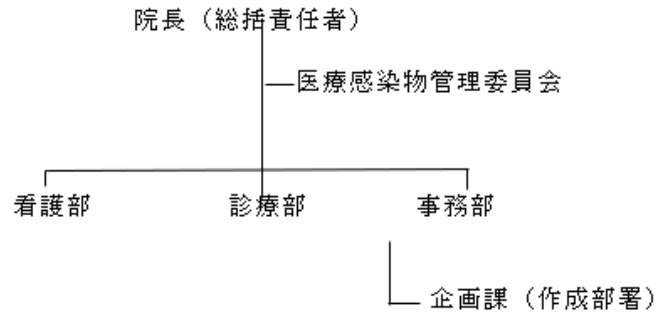 院長（総括責任者）
医療感染物管理委員会
看護部 診療部 事務部
企画課（作成部署）